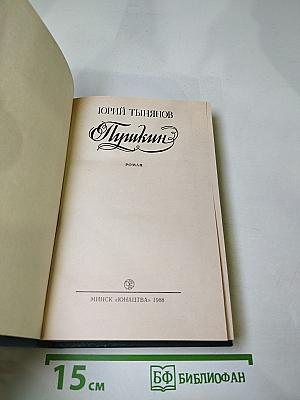 ЮРИЙ ТЫНЯНОВ
Пушкин
РОМАН
МИНСК «ЮНАЦТВА» 1988
15 см
БФ БИБЛИОФАН